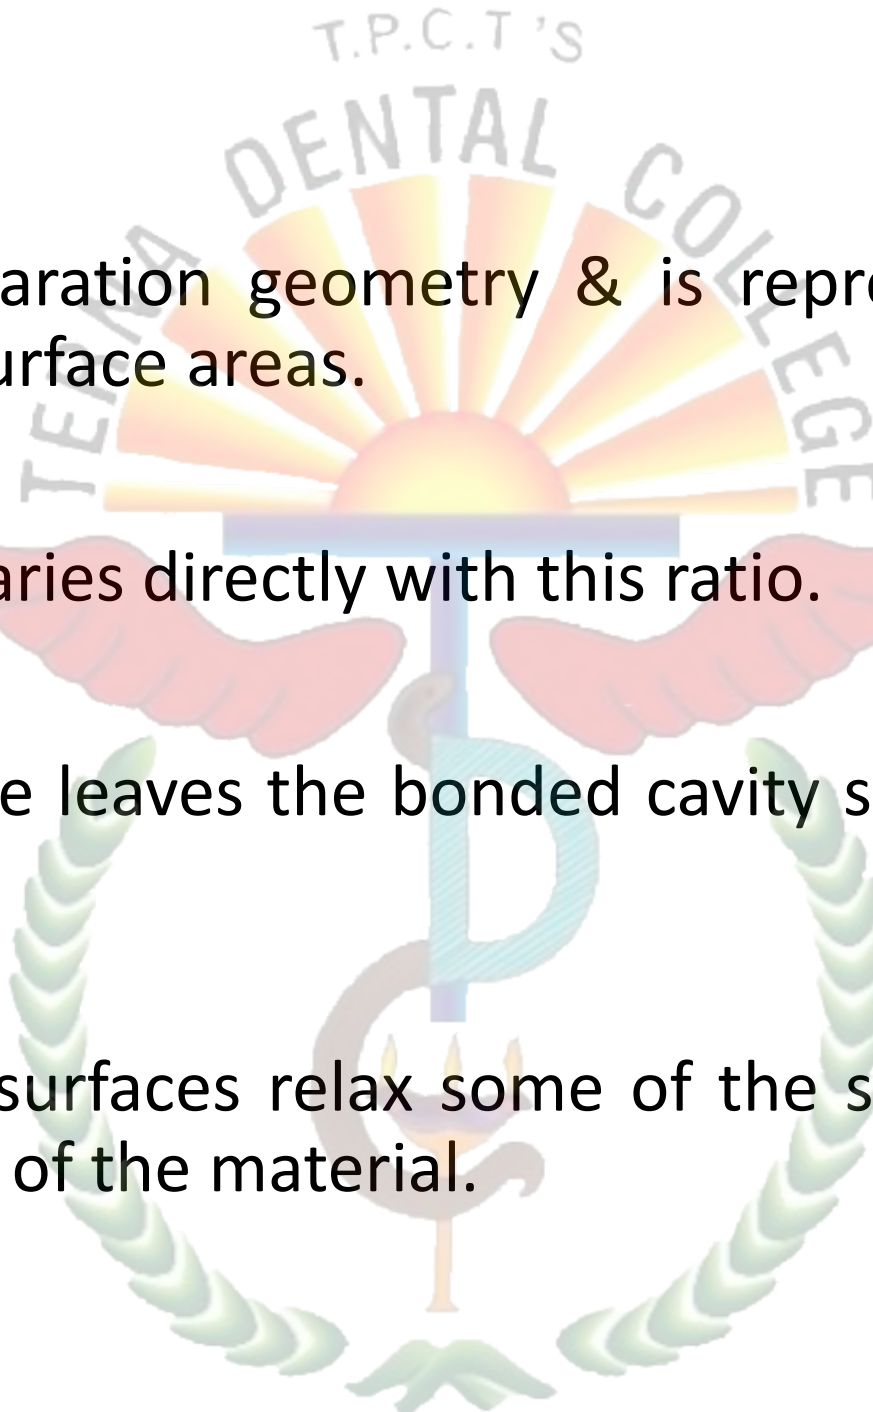 T.P.C.T'S
TERNA DENTAL COLLEGE
aration geometry & is repr
urface areas.
aries directly with this ratio.
e leaves the bonded cavity s
surfaces relax some of the s
of the material.